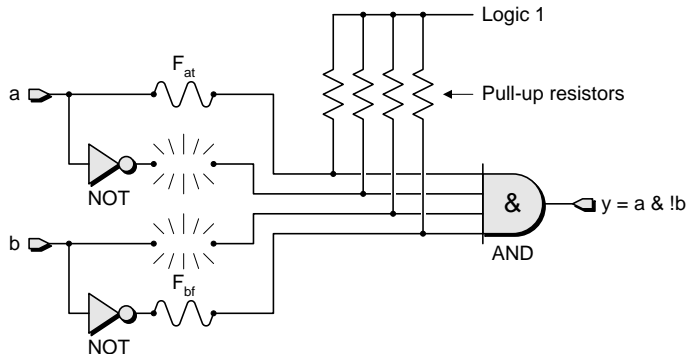 Logic 1
F at
a
Pull-up resistors
NOT
& y = a & !b
b
AND
F bf
NOT